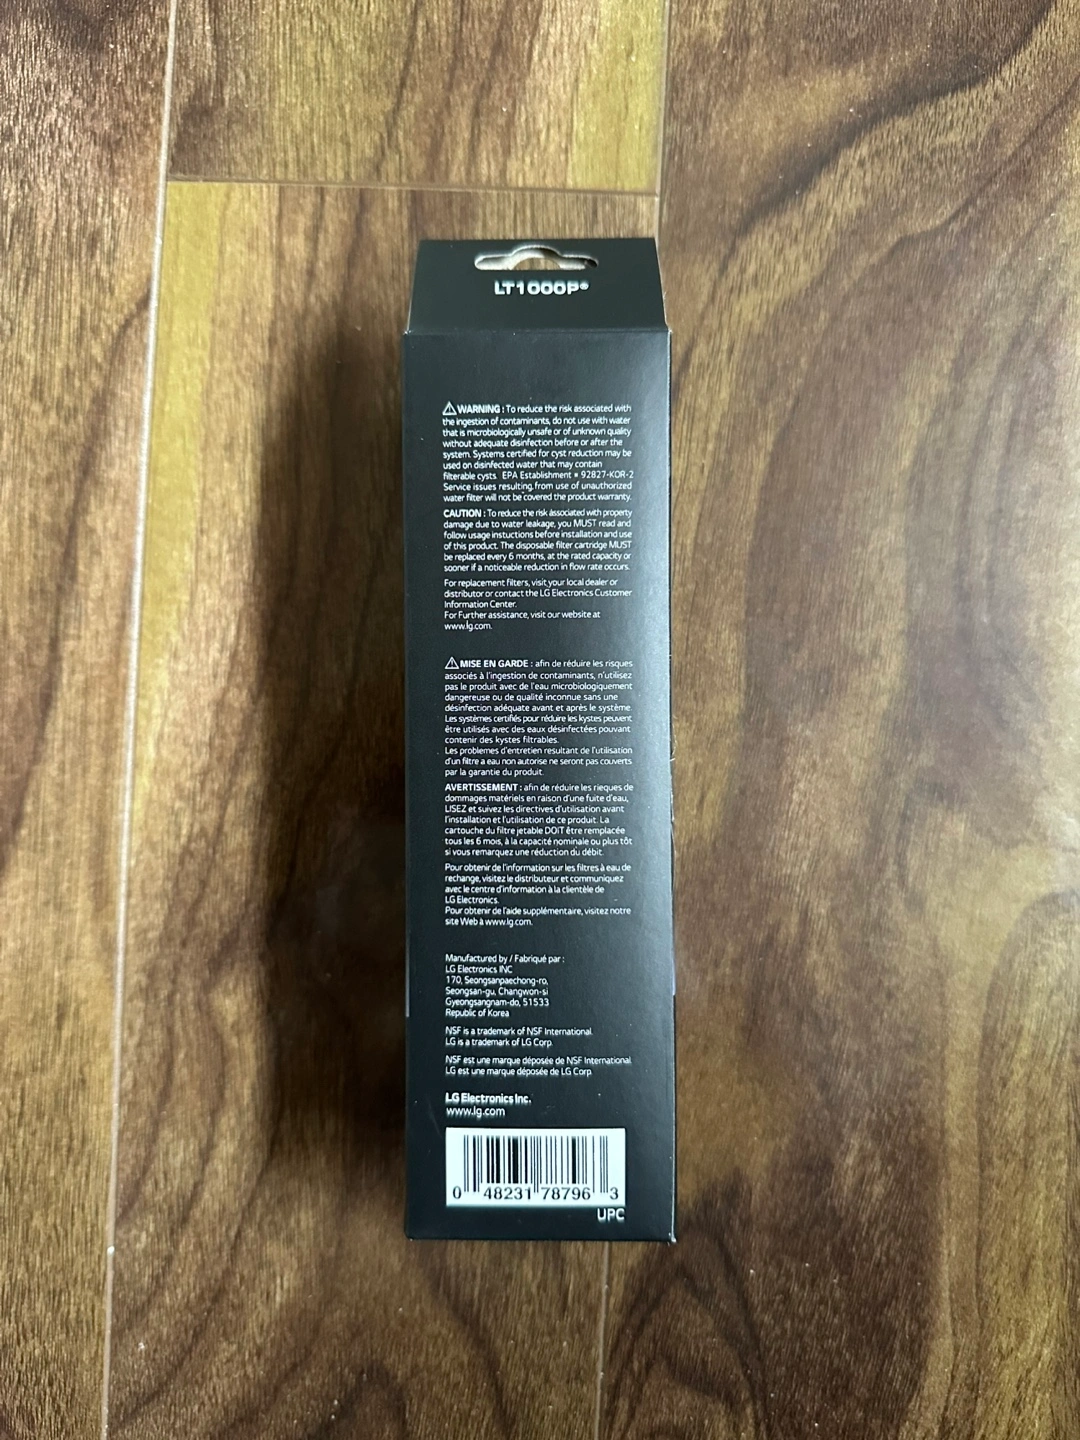 LT1000P®
⚠ WARNING : To reduce the risk associated with
the ingestion of contaminants, do not use with water
that is microbiologically unsafe or of unknown quality
without adequate disinfection before or after the
system. Systems certified for cyst reduction may be
used on disinfected water that may contain
filterable cysts. EPA Establishment # 92827-KOR-2
Service issues resulting from use of unauthorized
water filter will not be covered the product warranty.
CAUTION : To reduce the risk associated with property
damage due to water leakage, you MUST read and
follow usage instuctions before installation and use
of this product. The disposable filter cartridge MUST
be replaced every 6 months, at the rated capacity or
sooner if a noticeable reduction in flow rate occurs.
For replacement filters, visit your local dealer or
distributor or contact the LG Electronics Customer
Information Center.
For Further assistance, visit our website at
www.lg.com.
⚠ MISE EN GARDE : afin de réduire les risques
associés à l'ingestion de contaminants, n'utilisez
pas le produit avec de l'eau microbiologiquement
dangereuse ou de qualité inconnue sans une
désinfection adéquate avant et après le système.
Les systèmes certifiés pour réduire les kystes peuvent
être utilisés avec des eaux désinfectées pouvant
contenir des kystes filtrables.
Les problemes d'entretien resultant de l'utilisation
d'un filtre a eau non autorise ne seront pas couverts
par la garantie du produit.
AVERTISSEMENT : afin de réduire les rieques de
dommages matériels en raison d'une fuite d'eau,
LISEZ et suivez les directives d'utilisation avant
l'installation et l'utilisation de ce produit. La
cartouche du filtre jetable DOIT être remplacée
tous les 6 mois, à la capacité nominale ou plus tôt
si vous remarquez une réduction du débit.
Pour obtenir de l'information sur les filtres à eau de
rechange, visitez le distributeur et communiquez
avec le centre d'information à la clientèle de
LG Electronics.
Pour obtenir de l'aide supplémentaire, visitez notre
site Web à www.lg.com.
Manufactured by / Fabriqué par :
LG Electronics INC
170, Seongsanpaechong-ro,
Seongsan-gu, Changwon-si
Gyeongsangnam-do, 51533
Republic of Korea
NSF is a trademark of NSF International.
LG is a trademark of LG Corp.
NSF est une marque déposée de NSF International.
LG est une marque déposée de LG Corp.
LG Electronics Inc.
www.lg.com
0 48231 78796 3
UPC